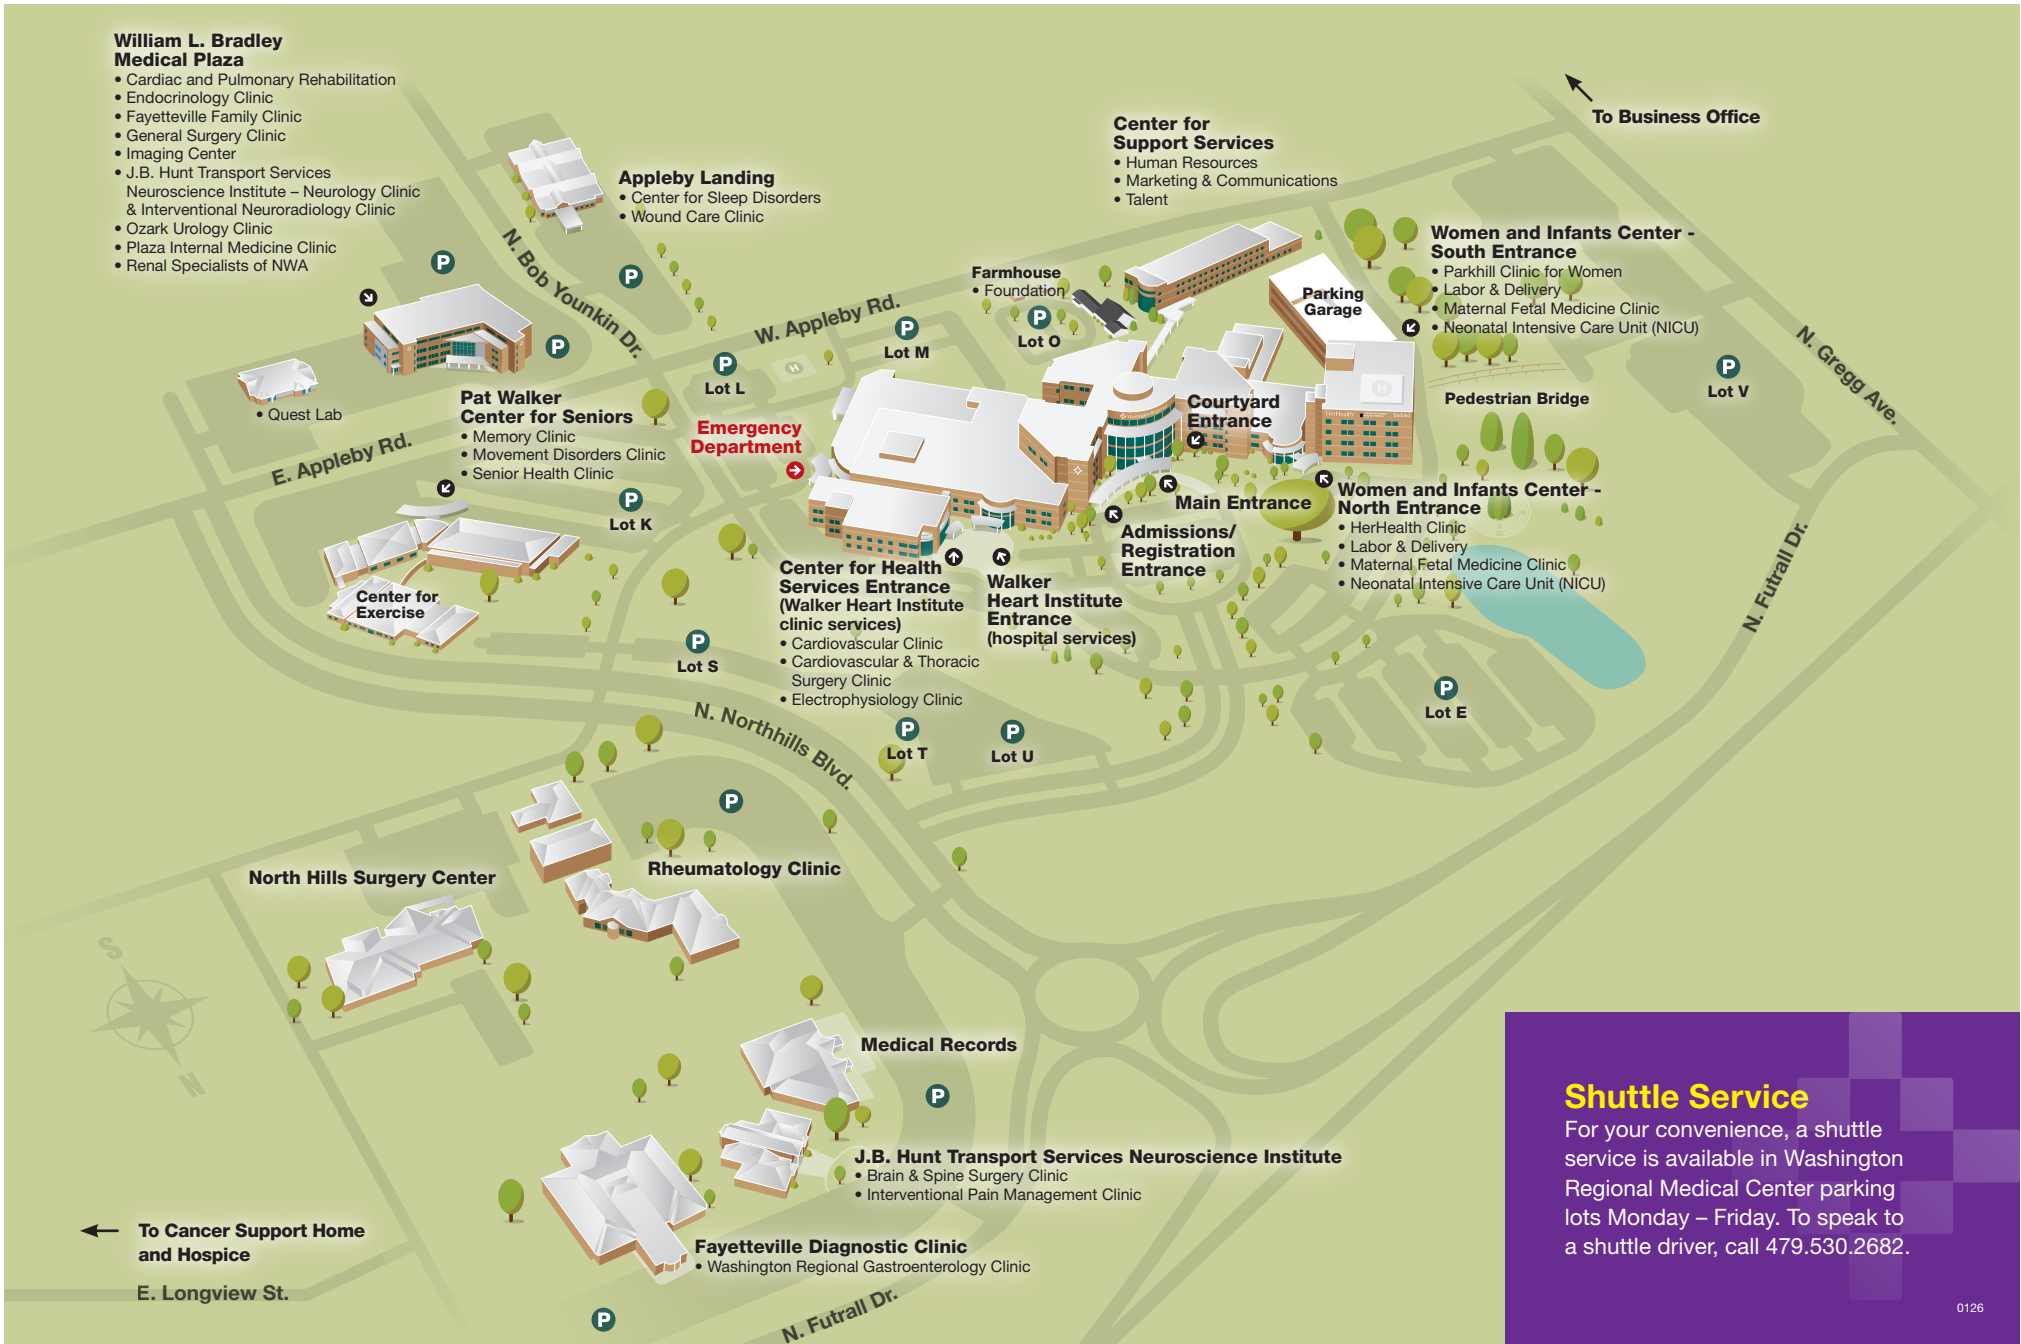 William L. Bradley
Medical Plaza
• Cardiac and Pulmonary Rehabilitation
• Endocrinology Clinic
• Fayetteville Family Clinic
• General Surgery Clinic
• Imaging Center
• J.B. Hunt Transport Services
Neuroscience Institute – Neurology Clinic
& Interventional Neuroradiology Clinic
• Ozark Urology Clinic
• Plaza Internal Medicine Clinic
• Renal Specialists of NWA
P
P
• Quest Lab
N. Bob Younkin Dr.
Appleby Landing
• Center for Sleep Disorders
• Wound Care Clinic
P
W. Appleby Rd.
E. Appleby Rd.
Center for
Support Services
• Human Resources
• Marketing & Communications
• Talent
To Business Office
Farmhouse
• Foundation
P
Lot O
P
Lot M
P
Lot L
H
Parking
Garage
Women and Infants Center -
South Entrance
• Parkhill Clinic for Women
• Labor & Delivery
• Maternal Fetal Medicine Clinic
• Neonatal Intensive Care Unit (NICU)
N. Gregg Ave.
P
Lot V
Pedestrian Bridge
H
HerHealth
Pat Walker
Center for Seniors
• Memory Clinic
• Movement Disorders Clinic
• Senior Health Clinic
Emergency
Department
P
Lot K
Courtyard
Entrance
Main Entrance
Admissions/
Registration
Entrance
Women and Infants Center -
North Entrance
• HerHealth Clinic
• Labor & Delivery
• Maternal Fetal Medicine Clinic
• Neonatal Intensive Care Unit (NICU)
N. Futrall Dr.
Center for
Exercise
Center for Health
Services Entrance
(Walker Heart Institute
clinic services)
• Cardiovascular Clinic
• Cardiovascular & Thoracic
Surgery Clinic
• Electrophysiology Clinic
Walker
Heart Institute
Entrance
(hospital services)
P
Lot S
P
Lot T
P
Lot U
P
Lot E
N. Northhills Blvd.
P
Rheumatology Clinic
North Hills Surgery Center
S
N
Medical Records
P
J.B. Hunt Transport Services Neuroscience Institute
• Brain & Spine Surgery Clinic
• Interventional Pain Management Clinic
Fayetteville Diagnostic Clinic
• Washington Regional Gastroenterology Clinic
To Cancer Support Home
and Hospice
E. Longview St.
P
N. Futrall Dr.
Shuttle Service
For your convenience, a shuttle
service is available in Washington
Regional Medical Center parking
lots Monday – Friday. To speak to
a shuttle driver, call 479.530.2682.
0126